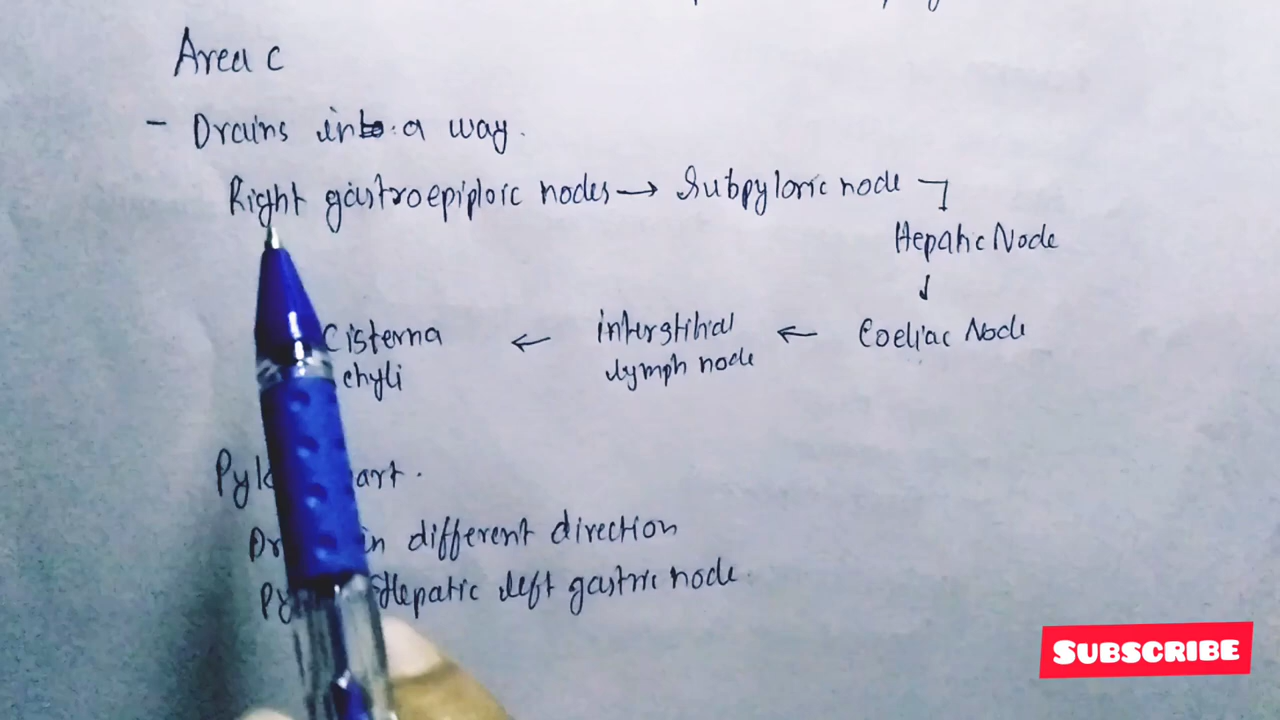 Area C
- Drains into a way.
Right gastroepiploic nodes → Subpyloric node
Hepatic Node
↓
Coeliac Node
← interstitial lymph node
← Cisterna chyli
art.
in different direction
Hepatic left gastric node
SUBSCRIBE